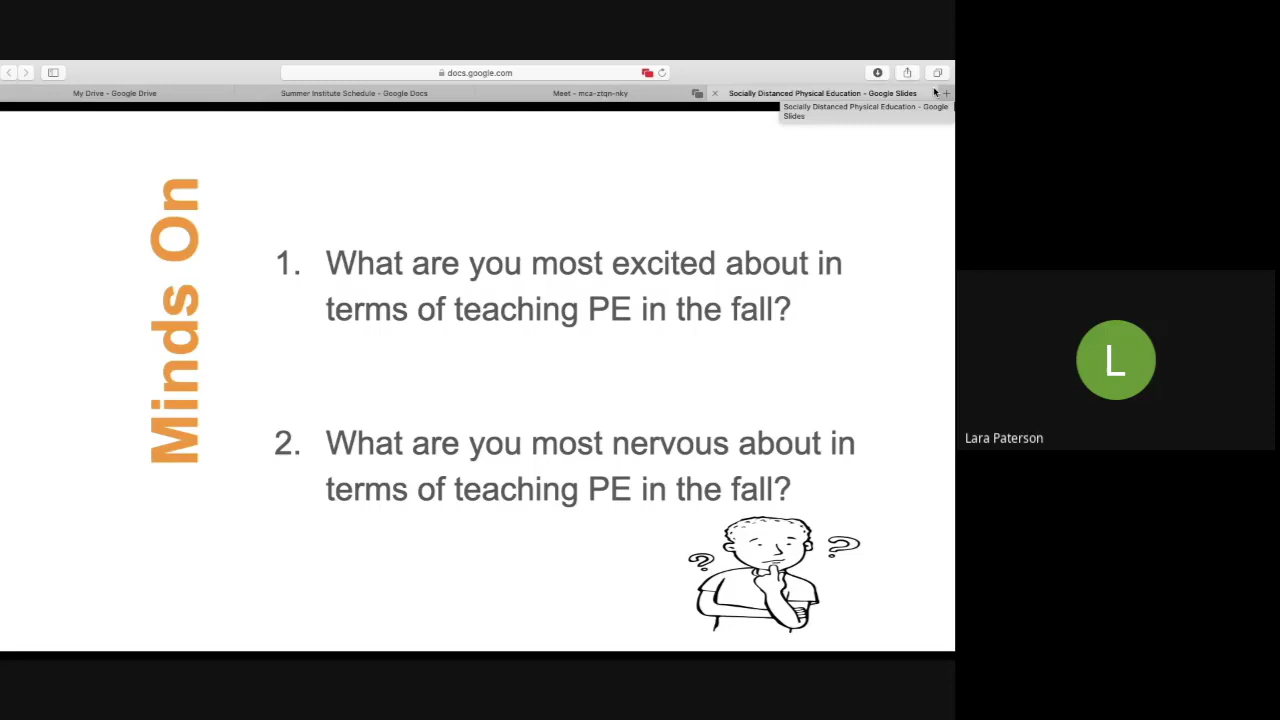 docs.google.com
My Drive - Google Drive
Summer Institute Schedule - Google Docs
Meet - mca-ztqn-nky
Socially Distanced Physical Education - Google Slides
Socially Distanced Physical Education - Google
Slides
Minds On
1. What are you most excited about in
terms of teaching PE in the fall?
2. What are you most nervous about in
terms of teaching PE in the fall?
? ?
L
Lara Paterson